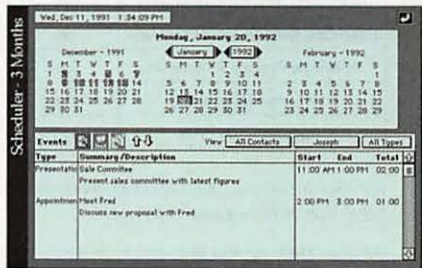 Scheduler - 3 Months
Wed, Dec 11, 1991 1:34:09 PM
Monday, January 20, 1992
December - 1991
January 1992
February - 1992
S M T W T F S
1 2 3 4 5 6 7
8 9 10 11 12 13 14
15 16 17 18 19 20 21
22 23 24 25 26 27 28
29 30 31
S M T W T F S
1 2 3 4
5 6 7 8 9 10 11
12 13 14 15 16 17 18
19 20 21 22 23 24 25
26 27 28 29 30 31
S M T W T F S
1
2 3 4 5 6 7 8
9 10 11 12 13 14 15
16 17 18 19 20 21 22
23 24 25 26 27 28 29
Events View All Contacts Joseph All Types
Type Summary/Description Start End Total
Presentatio Sale Commitee 11:00 AM 1:00 PM 02:00
Present sales committee with latest figures
Appointmen Meet Fred 2:00 PM 3:00 PM 01:00
Discuss new proposal with Fred